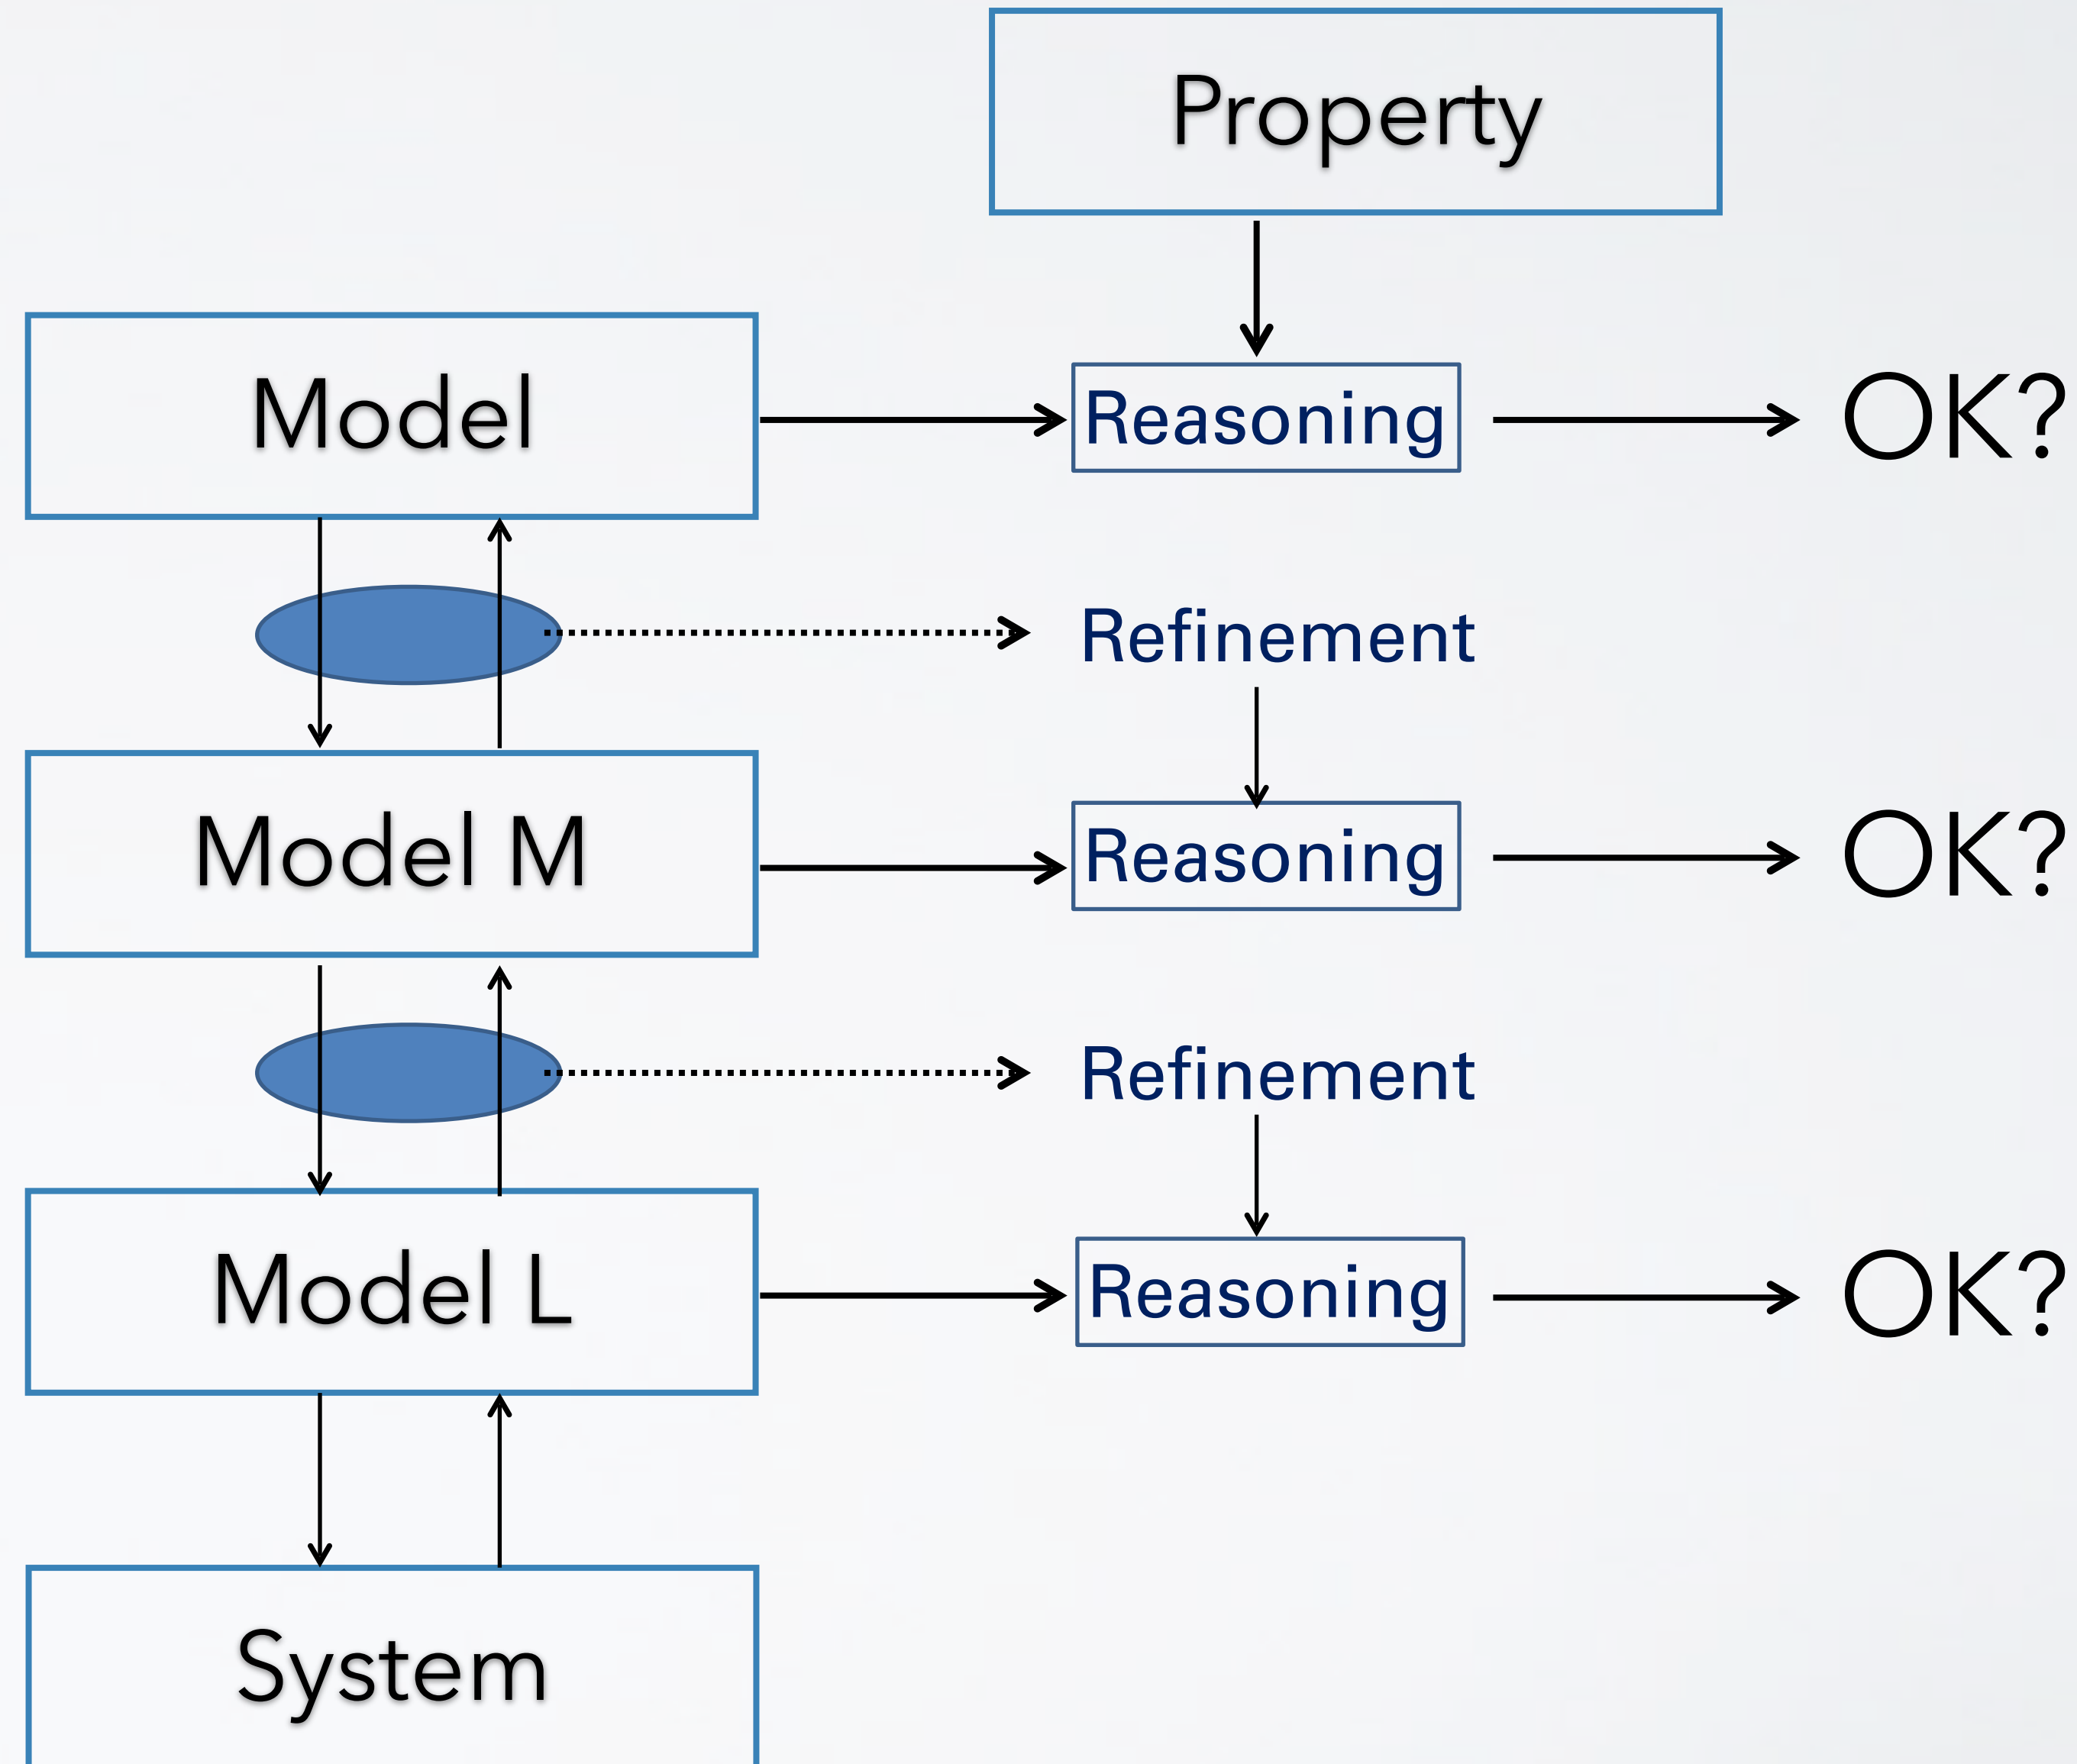 Property
Model
Reasoning
OK?
Refinement
Model M
Reasoning
OK?
Refinement
Model L
Reasoning
OK?
System